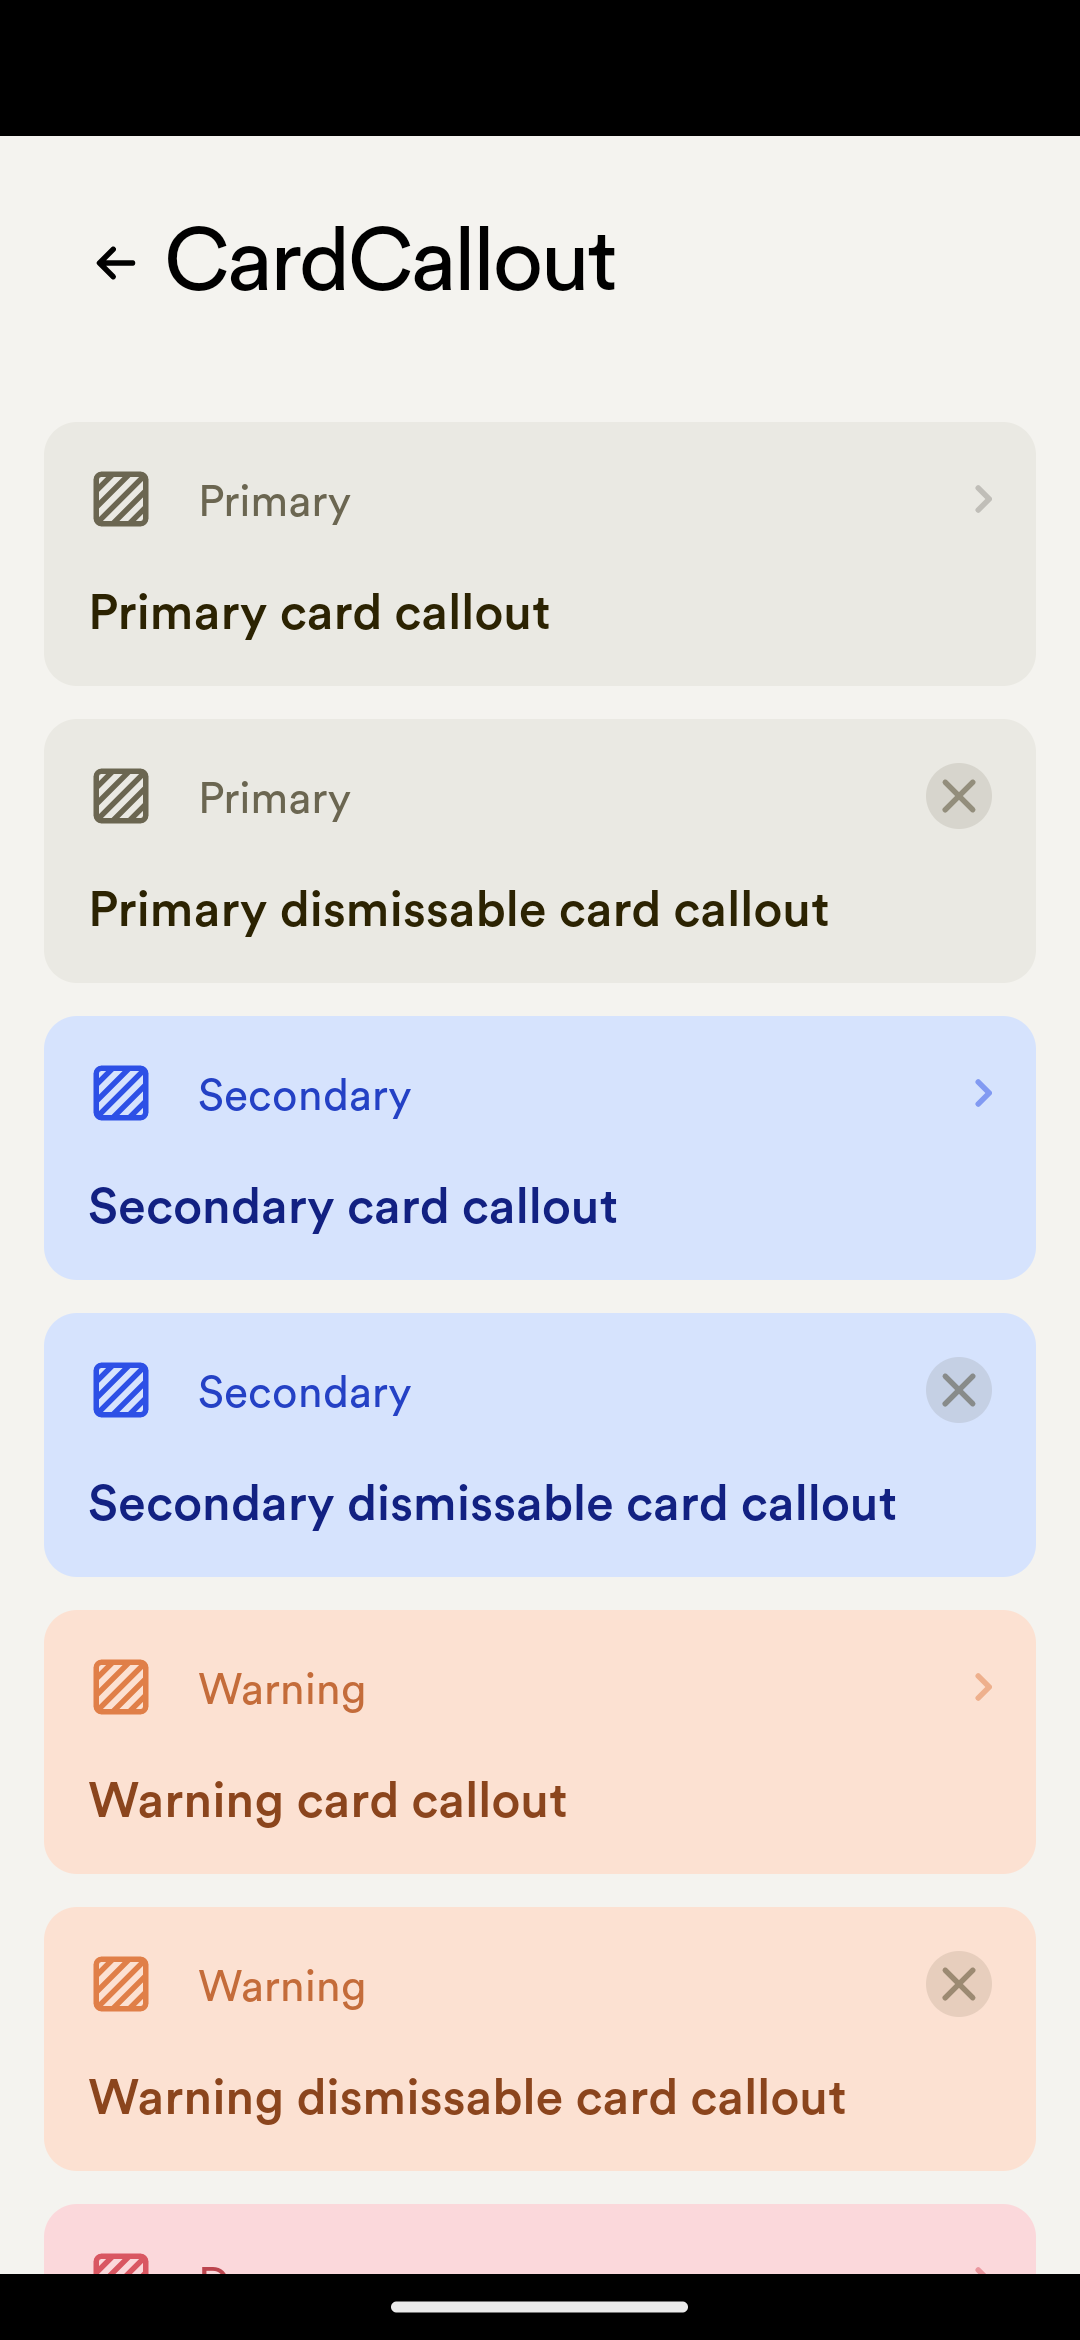 CardCallout
Primary
Primary card callout
Primary
Primary dismissable card callout
Secondary
Secondary card callout
Secondary
Secondary dismissable card callout
Warning
Warning card callout
Warning
Warning dismissable card callout